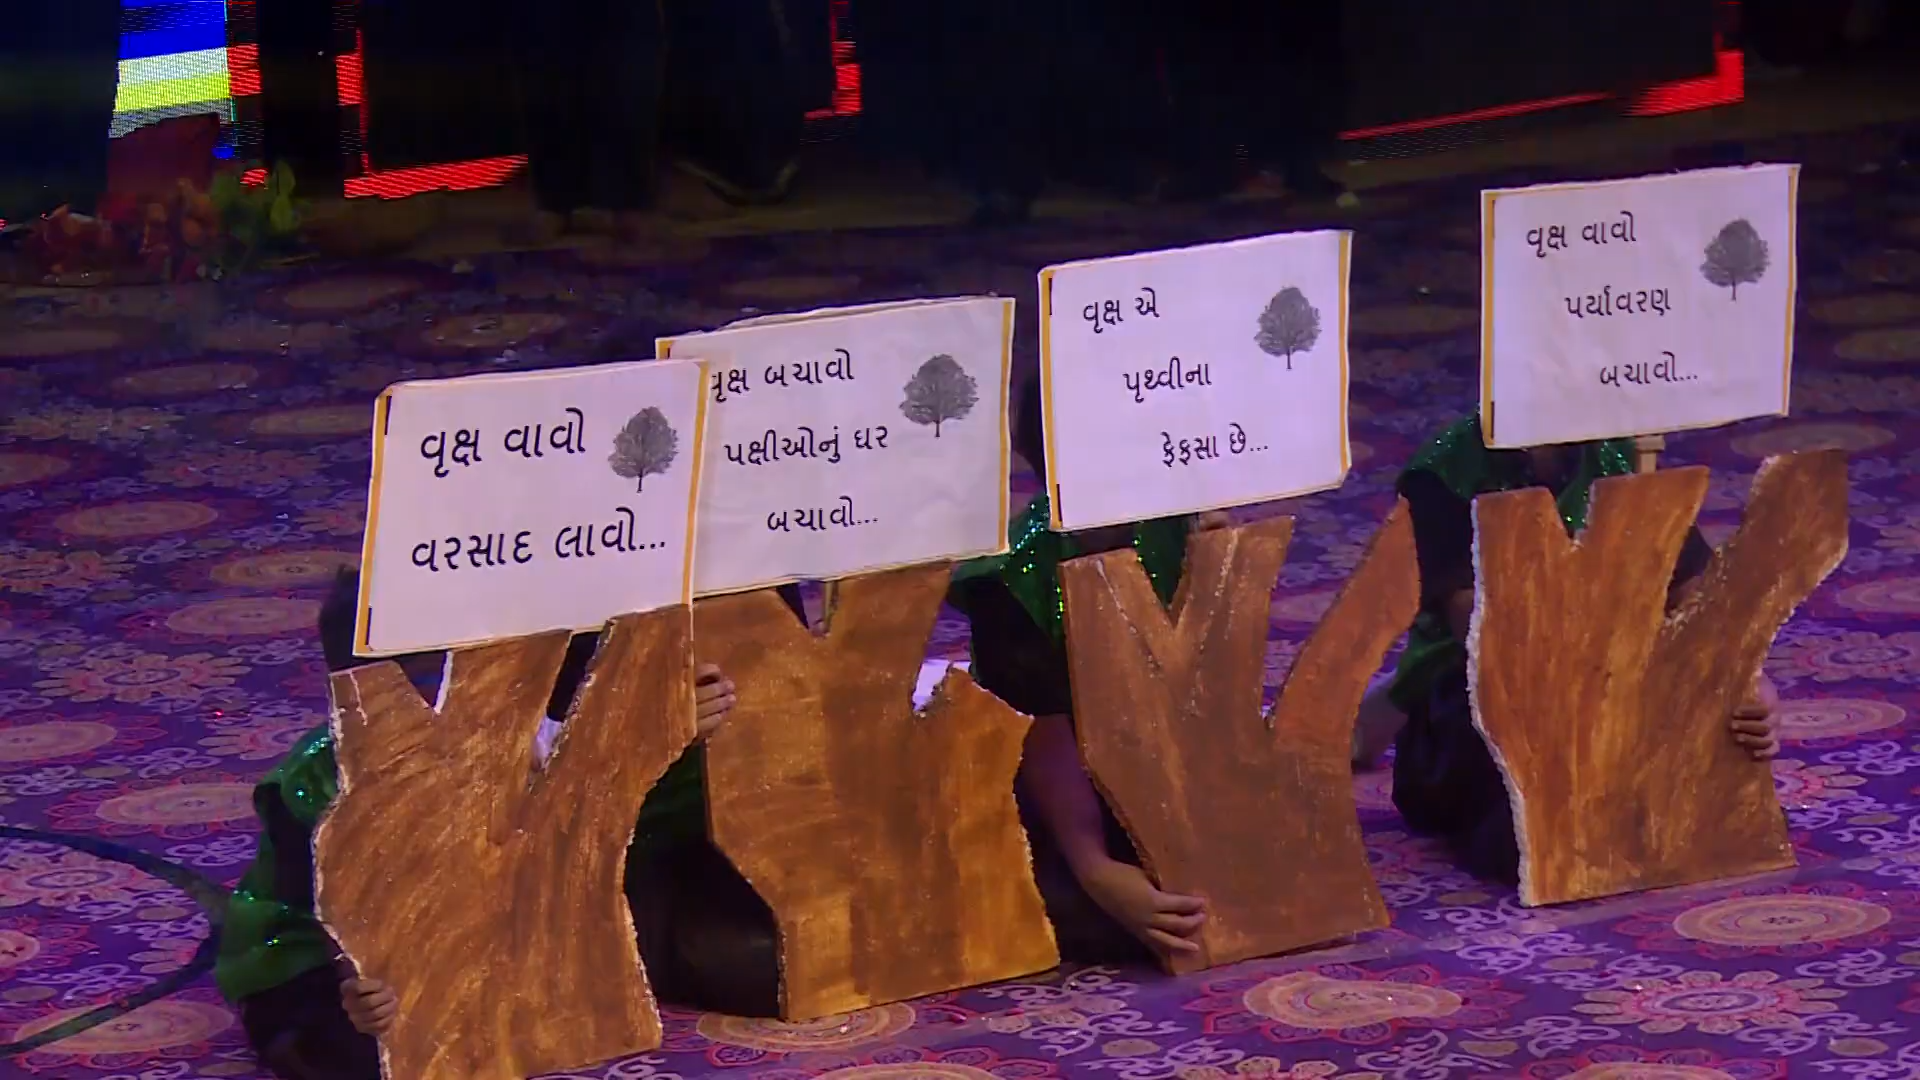 વૃક્ષ વાવો
વરસાદ લાવો...
વૃક્ષ બચાવો
પક્ષીઓનું ઘર
બચાવો...
વૃક્ષ એ
પૃથ્વીના
ફેફસા છે...
વૃક્ષ વાવો
પર્યાવરણ
બચાવો...